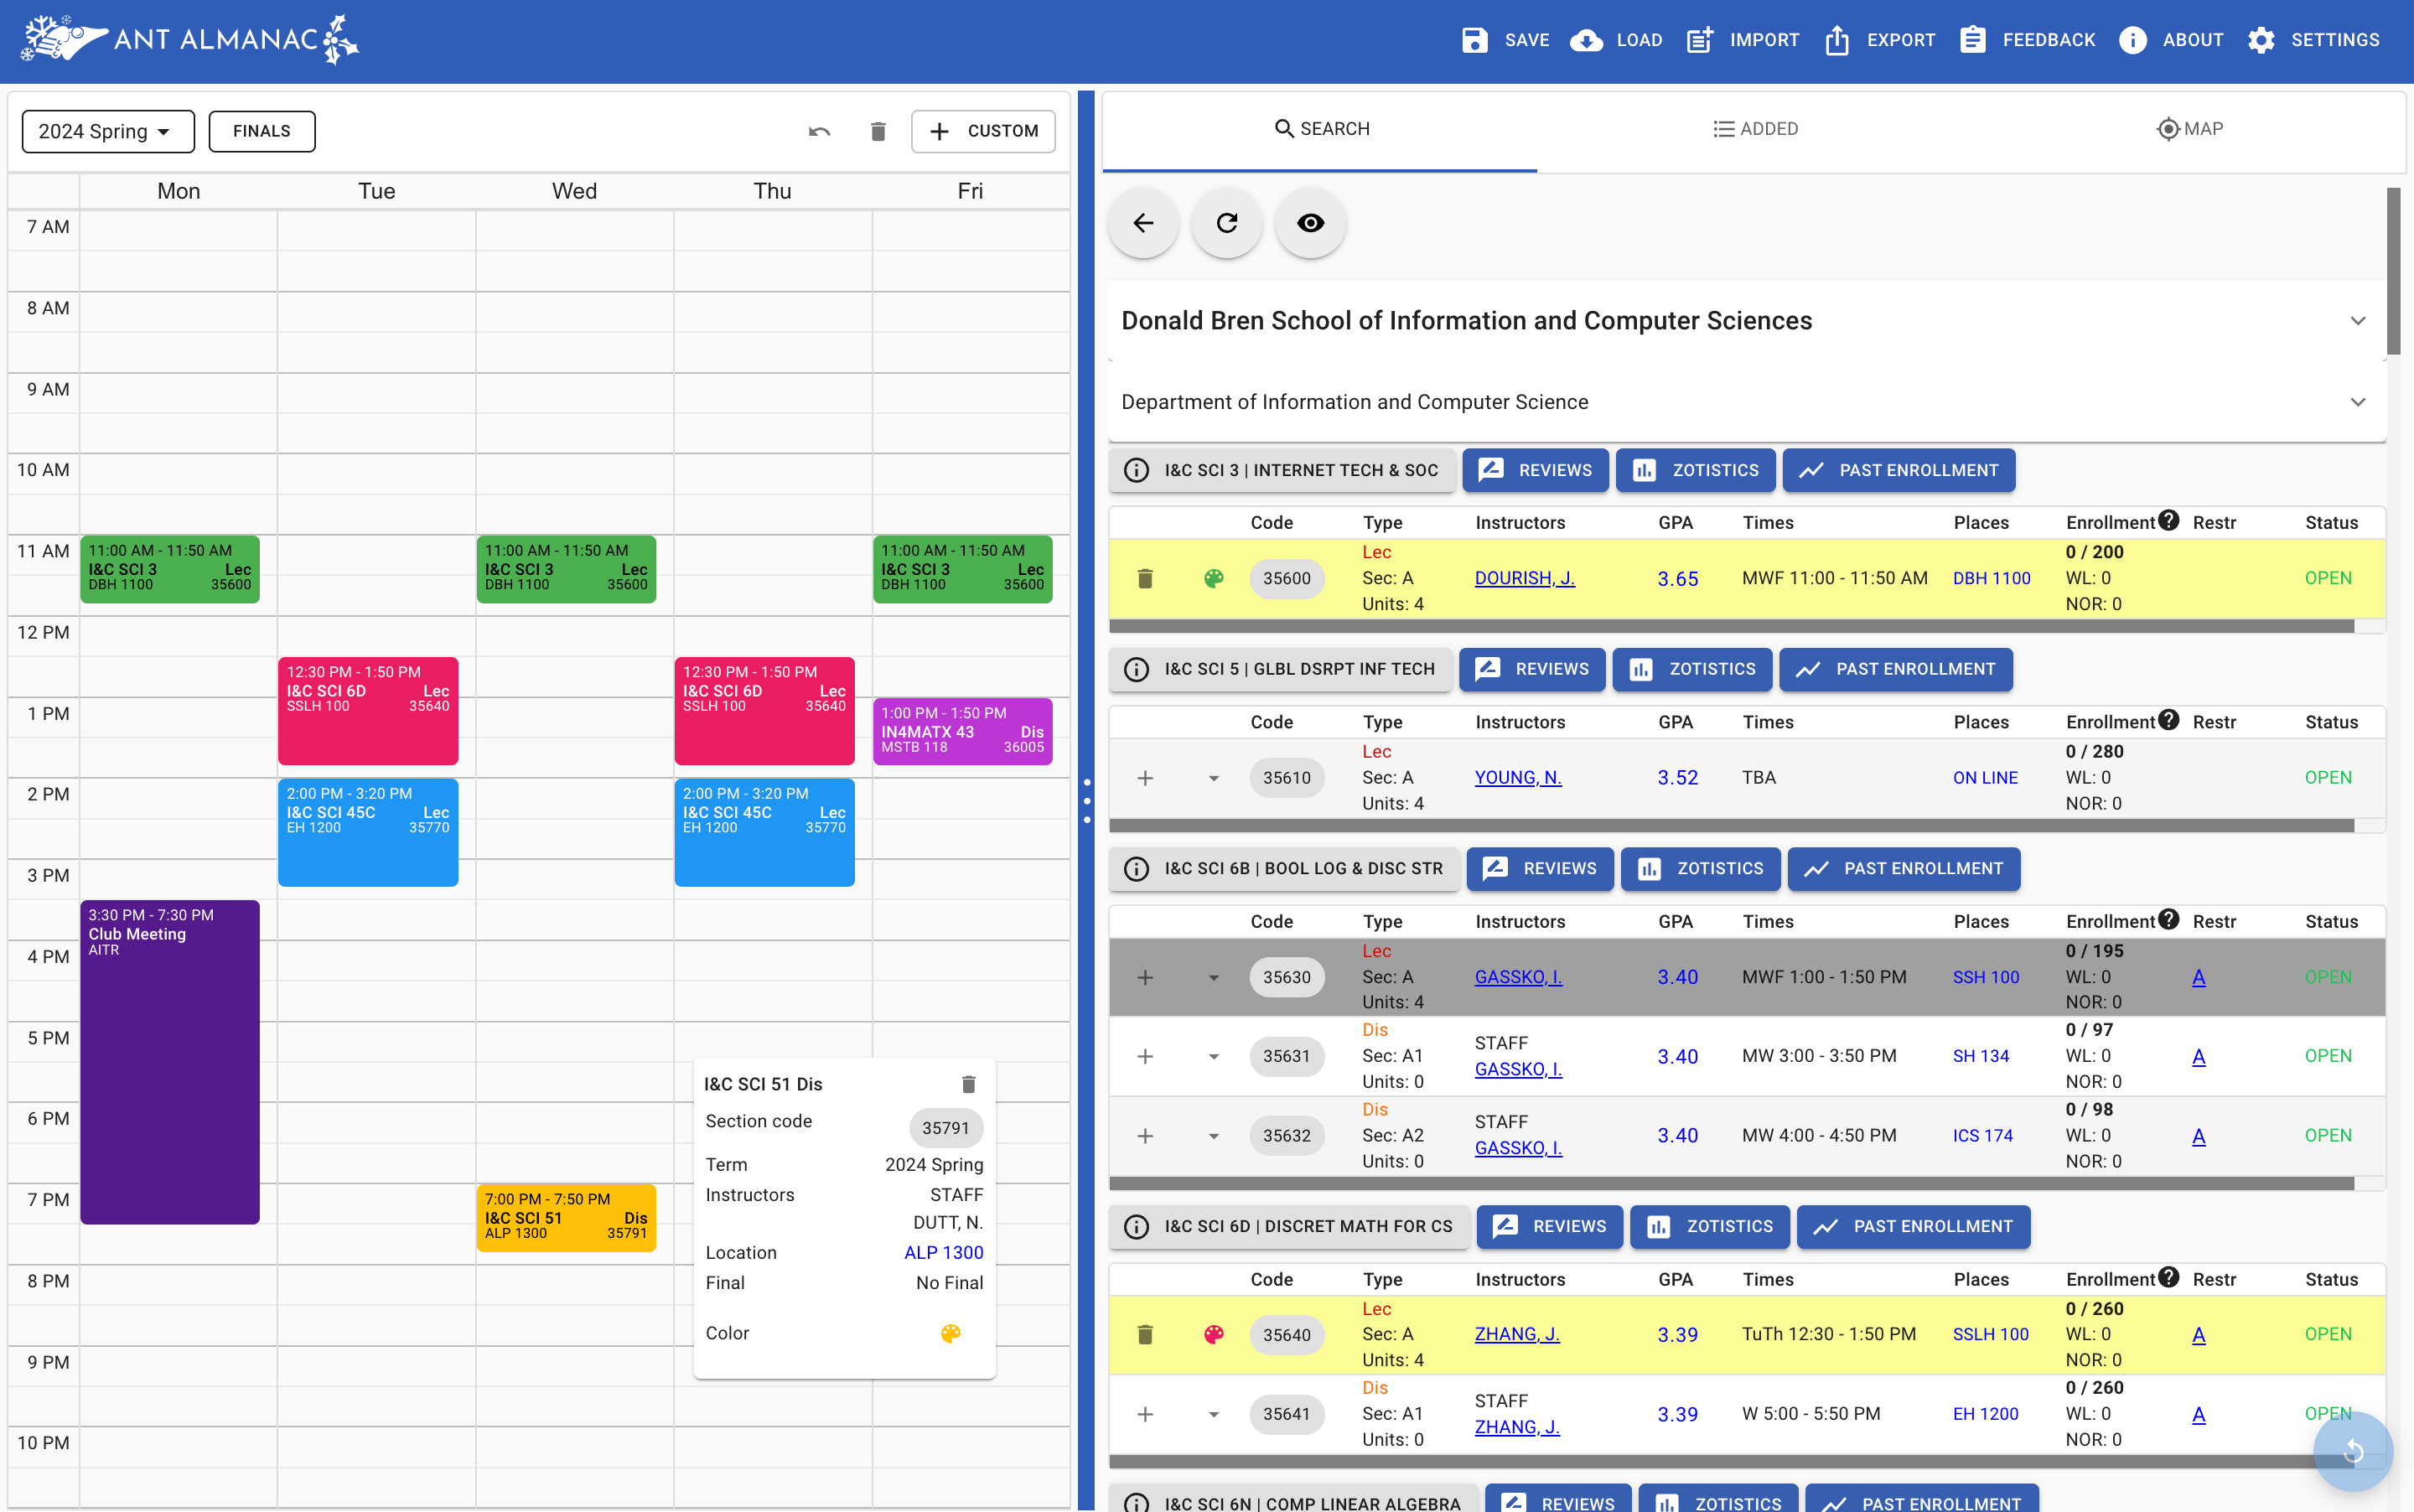 ANT ALMANAC
SAVE
LOAD
IMPORT
EXPORT
FEEDBACK
ABOUT
SETTINGS
2024 Spring
FINALS
CUSTOM
Mon Tue Wed Thu Fri
7 AM
8 AM
9 AM
10 AM
11 AM
12 PM
1 PM
2 PM
3 PM
4 PM
5 PM
6 PM
7 PM
8 PM
9 PM
10 PM
11:00 AM - 11:50 AM
I&C SCI 3 Lec
DBH 1100 35600
11:00 AM - 11:50 AM
I&C SCI 3 Lec
DBH 1100 35600
11:00 AM - 11:50 AM
I&C SCI 3 Lec
DBH 1100 35600
12:30 PM - 1:50 PM
I&C SCI 6D Lec
SSLH 100 35640
12:30 PM - 1:50 PM
I&C SCI 6D Lec
SSLH 100 35640
1:00 PM - 1:50 PM
IN4MATX 43 Dis
MSTB 118 36005
2:00 PM - 3:20 PM
I&C SCI 45C Lec
EH 1200 35770
2:00 PM - 3:20 PM
I&C SCI 45C Lec
EH 1200 35770
3:30 PM - 7:30 PM
Club Meeting
AITR
7:00 PM - 7:50 PM
I&C SCI 51 Dis
ALP 1300 35791
I&C SCI 51 Dis
Section code 35791
Term 2024 Spring
Instructors STAFF
DUTT, N.
Location ALP 1300
Final No Final
Color
SEARCH
ADDED
MAP
Donald Bren School of Information and Computer Sciences
Department of Information and Computer Science
I&C SCI 3 | INTERNET TECH & SOC REVIEWS ZOTISTICS PAST ENROLLMENT
Code Type Instructors GPA Times Places Enrollment ? Restr Status
Lec 0 / 200
35600 Sec: A DOURISH, J. 3.65 MWF 11:00 - 11:50 AM DBH 1100 WL: 0 OPEN
Units: 4 NOR: 0
I&C SCI 5 | GLBL DSRPT INF TECH REVIEWS ZOTISTICS PAST ENROLLMENT
Code Type Instructors GPA Times Places Enrollment ? Restr Status
Lec 0 / 280
35610 Sec: A YOUNG, N. 3.52 TBA ON LINE WL: 0 OPEN
Units: 4 NOR: 0
I&C SCI 6B | BOOL LOG & DISC STR REVIEWS ZOTISTICS PAST ENROLLMENT
Code Type Instructors GPA Times Places Enrollment ? Restr Status
Lec 0 / 195
35630 Sec: A GASSKO, I. 3.40 MWF 1:00 - 1:50 PM SSH 100 WL: 0 A OPEN
Units: 4 NOR: 0
Dis STAFF 0 / 97
35631 Sec: A1 GASSKO, I. 3.40 MW 3:00 - 3:50 PM SH 134 WL: 0 A OPEN
Units: 0 NOR: 0
Dis STAFF 0 / 98
35632 Sec: A2 GASSKO, I. 3.40 MW 4:00 - 4:50 PM ICS 174 WL: 0 A OPEN
Units: 0 NOR: 0
I&C SCI 6D | DISCRET MATH FOR CS REVIEWS ZOTISTICS PAST ENROLLMENT
Code Type Instructors GPA Times Places Enrollment ? Restr Status
Lec 0 / 260
35640 Sec: A ZHANG, J. 3.39 TuTh 12:30 - 1:50 PM SSLH 100 WL: 0 A OPEN
Units: 4 NOR: 0
Dis STAFF 0 / 260
35641 Sec: A1 ZHANG, J. 3.39 W 5:00 - 5:50 PM EH 1200 WL: 0 A OPEN
Units: 0 NOR: 0
I&C SCI 6N | COMP LINEAR ALGEBRA REVIEWS ZOTISTICS PAST ENROLLMENT